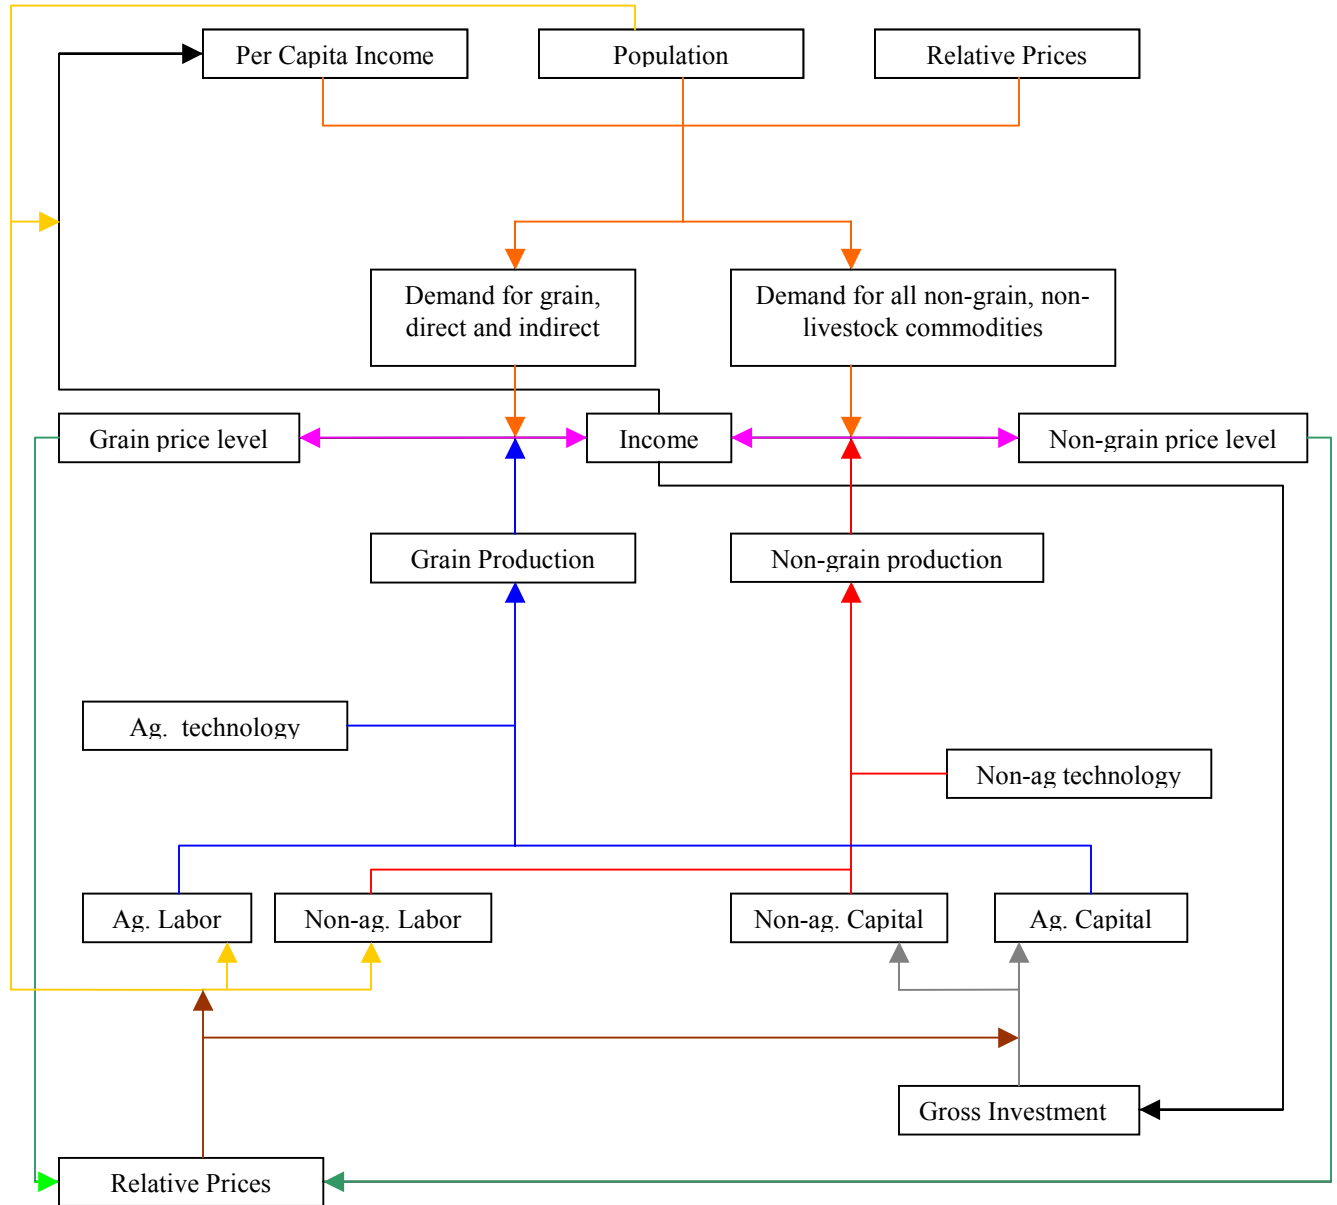 Per Capita Income
Population
Relative Prices
Demand for grain,
direct and indirect
Demand for all non-grain, non-
livestock commodities
Grain price level
Income
Non-grain price level
Grain Production
Non-grain production
Ag. technology
Non-ag technology
Ag. Labor
Non-ag. Labor
Non-ag. Capital
Ag. Capital
Gross Investment
Relative Prices